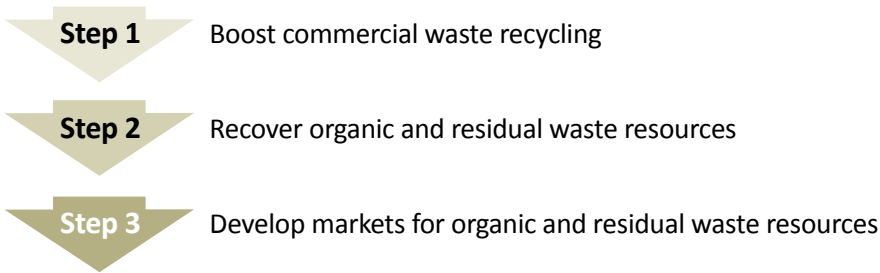 Step 1 Boost commercial waste recycling
Step 2 Recover organic and residual waste resources
Step 3 Develop markets for organic and residual waste resources